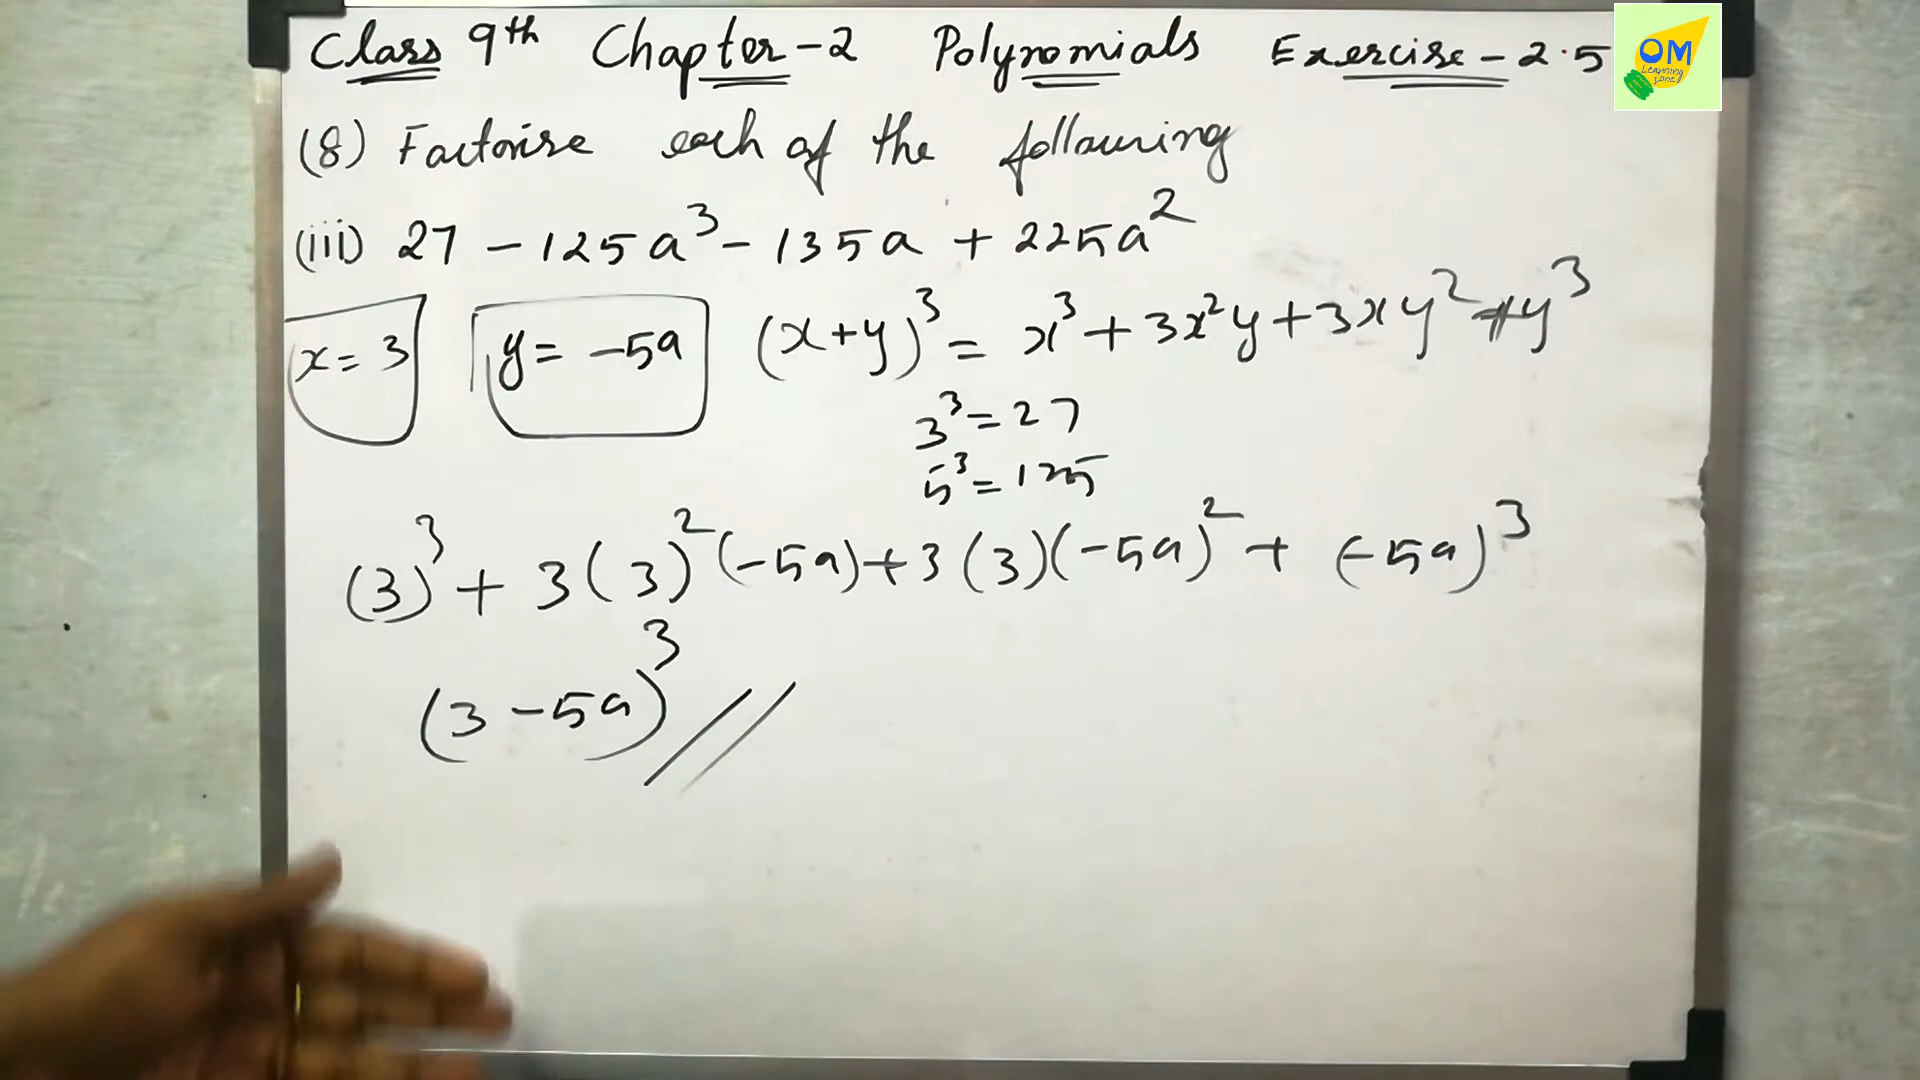 Class 9th Chapter-2 Polynomials Exercise-2.5
OM
Learning
Zone
(8) Factorise each of the following
(iii) 27 - 125a³ - 135a + 225a²
x = 3
y = -5a
(x+y)³ = x³ + 3x²y + 3xy² + y³
3³ = 27
5³ = 125
(3)³ + 3(3)²(-5a) + 3(3)(-5a)² + (-5a)³
(3 - 5a)³ //